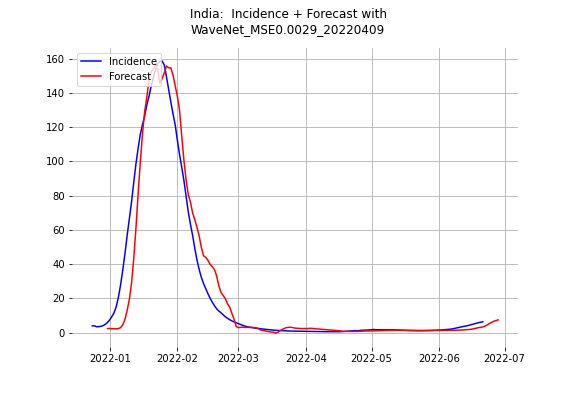 India:  Incidence + Forecast with
WaveNet_MSE0.0029_20220409
160
140
120
100
80
60
40
20
0
Incidence
Forecast
2022-01 2022-02 2022-03 2022-04 2022-05 2022-06 2022-07